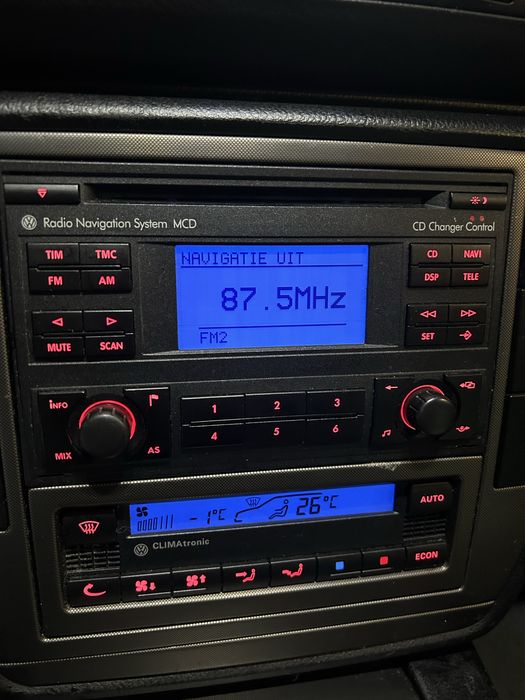 Radio Navigation System MCD
CD Changer Control
TIM TMC
FM AM
MUTE SCAN
NAVIGATIE UIT
87.5MHz
FM2
CD NAVI
DSP TELE
SET
INFO
MIX AS
1 2 3
4 5 6
-1°C 26°C
AUTO
CLIMAtronic
ECON